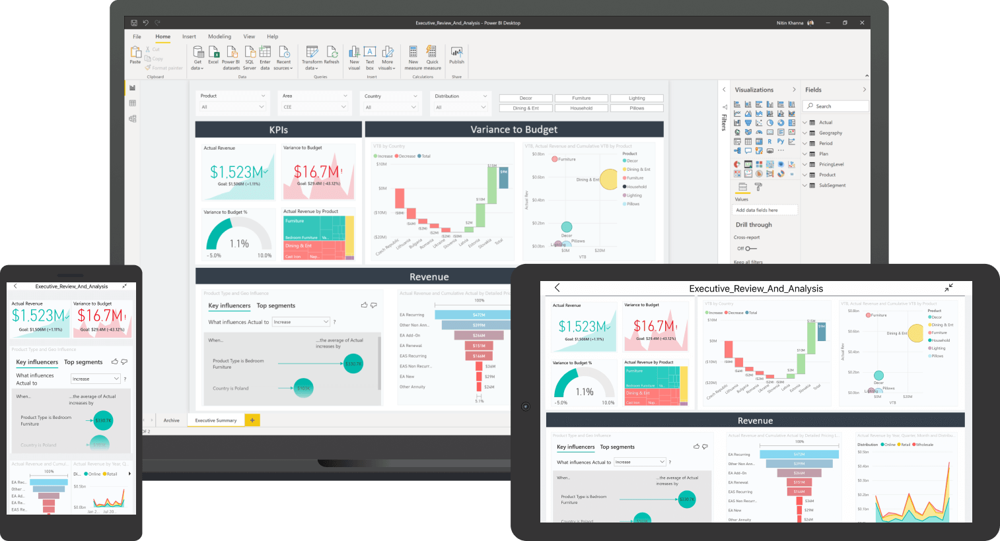 Executive_Review_And_Analysis - Power BI Desktop
Nitin Khanna
File Home Insert Modeling View Help
Paste
Cut
Copy
Format painter
Clipboard
Get data
Excel
Power BI datasets
SQL Server
Enter data
Recent sources
Data
Transform data
Refresh
Queries
New visual
Text box
More visuals
Insert
New measure
Quick measure
Calculations
Publish
Share
Product
All
Area
CEE
Country
All
Distribution
All
Decor Furniture Lighting
Dining & Ent Household Pillows
KPIs
Actual Revenue
$1,523M
Goal: $1,506M (+1.11%)
Variance to Budget
$16.7M!
Goal: $29.4M (-43.12%)
Variance to Budget %
1.1%
-5.0% 10.0%
Actual Revenue by Product
Furniture
Bedroom Furniture Va...
Dining & Ent
Cast Iron Nap...
Variance to Budget
VTB by Country
Increase Decrease Total
$10M
$0M
($10M)
($20M)
($8M)
($4M)
($2M)
($2M)
($2M)
($0M)
$2M
$10M
$15M
$9M
Czech Republic
Lithuania
Bulgaria
Romania
Ukraine
Slovenia
Latvia
Estonia
Slovakia
Total
VTB, Actual Revenue and Cumulative VTB by Product
Actual Rev
$0.8bn
$0.6bn
$0.4bn
$0.2bn
$0.0bn
$0M $20M
VTB
Furniture
Dining & Ent
Decor
Lighting
Pillows
Product
Decor
Dining & Ent
Furniture
Household
Lighting
Pillows
Revenue
Product Type and Geo Influence
Key influencers Top segments
What influences Actual to Increase ?
When...
...the average of Actual increases by
Product Type is Bedroom Furniture
$330.7K
Country is Poland
Actual Revenue and Cumulative Actual by Detailed Prici
100%
EA Recurring $472M
Other Non Ann... $399M
EA Add-On $266M
EA Renewal $151M
EAS Recurring $146M
EAS Non Recurr... $36M
EA New $29M
Other Annuity $24M
5.1%
Archive
Executive Summary
+
OF 2
Filters
Visualizations
Values
Add data fields here
Drill through
Cross-report
Off
Keep all filters
Fields
Search
Actual
Geography
Period
Plan
PricingLevel
Product
SubSegment
Executive_Review_And_Analysis
Actual Revenue
$1,523M
Goal: $1,506M (+1.11%)
Variance to Budget
$16.7M!
Goal: $29.4M (-43.12%)
Product Type and Geo Influence
Key influencers Top segments
What influences
Actual to
Increase ?
When...
...the average of Actual
increases by
Product Type is Bedroom
Furniture
$330.7K
Country is Poland
Actual Revenue and Cumul...
100%
EA Rec...
Other ...
EA Ad...
EA Re...
EAS Re...
Actual Revenue by Year, Q...
Di... Online Retail
$0.5bn
$0.0bn
Jan 2... Jul 20...
Executive_Review_And_Analysis
Actual Revenue
$1,523M
Goal: $1,506M (+1.11%)
Variance to Budget
$16.7M!
Goal: $29.4M (-43.12%)
Variance to Budget %
1.1%
-5.0% 10.0%
Actual Revenue by Product
Furniture
Bedroom Furniture Va...
Dining & Ent
Cast Iron Nap...
VTB by Country
Increase Decrease Total
$10M
$0M
($10M)
($20M)
($8M)
($4M)
($2M)
($2M)
($2M)
($0M)
$2M
$10M
$15M
$9M
Czech Republic
Lithuania
Bulgaria
Romania
Ukraine
Slovenia
Latvia
Estonia
Slovakia
Total
VTB, Actual Revenue and Cumulative VTB by Product
Actual Rev
$0.8bn
$0.6bn
$0.4bn
$0.2bn
$0.0bn
$0M $20M
VTB
Furniture
Dining & Ent
Decor
Lighting
Pillows
Product
Decor
Dining & Ent
Furniture
Household
Lighting
Pillows
Revenue
Product Type and Geo Influence
Key influencers Top segments
What influences Actual to Increase ?
When...
...the average of Actual
increases by
Product Type is Bedroom
Furniture
$330.7K
Country is Poland
Actual Revenue and Cumulative Actual by Detailed Pricing L...
100%
EA Recurring $472M
Other Non Ann... $399M
EA Add-On $266M
EA Renewal $151M
EAS Recurring $146M
EAS Non Recurr... $36M
EA New $29M
Other Annuity $24M
Actual Revenue by Year, Quarter, Month and Distribu...
Distribution Online Retail Wholesale
$0.5bn
$0.4bn
$0.3bn
$0.2bn
$0.1bn